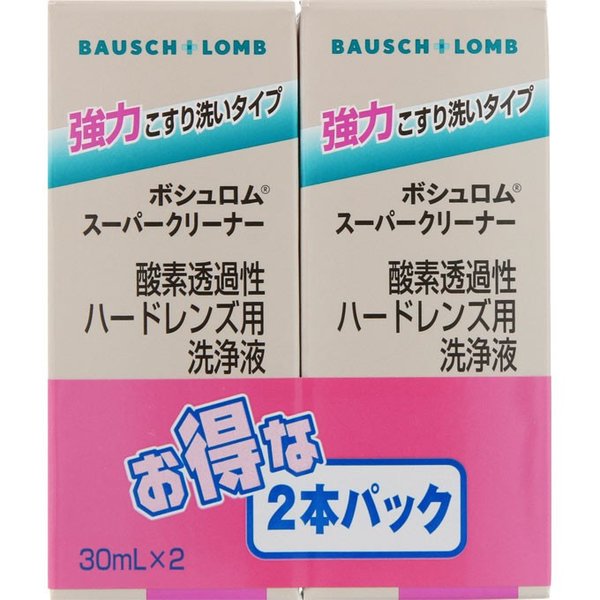 BAUSCH+LOMB
強力こすり洗いタイプ
ボシュロム®
スーパークリーナー
酸素透過性
ハードレンズ用
洗浄液
BAUSCH+LOMB
強力こすり洗いタイプ
ボシュロム®
スーパークリーナー
酸素透過性
ハードレンズ用
洗浄液
お得な
2本パック
30mL×2